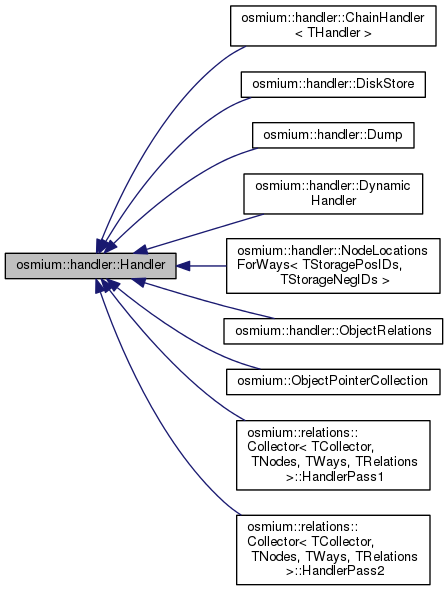 osmium::handler::ChainHandler
< THandler >
osmium::handler::DiskStore
osmium::handler::Dump
osmium::handler::Dynamic
Handler
osmium::handler::Handler
osmium::handler::NodeLocations
ForWays< TStoragePosIDs,
TStorageNegIDs >
osmium::handler::ObjectRelations
osmium::ObjectPointerCollection
osmium::relations::
Collector< TCollector,
TNodes, TWays, TRelations
>::HandlerPass1
osmium::relations::
Collector< TCollector,
TNodes, TWays, TRelations
>::HandlerPass2